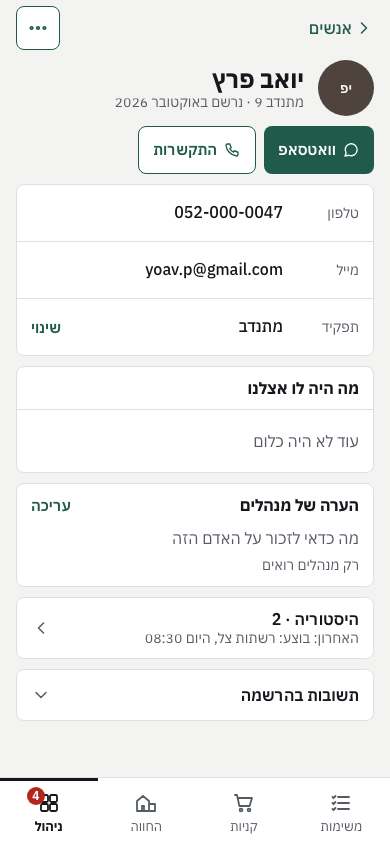 אנשים
יפ
יואב פרץ
מתנדב 9 · נרשם באוקטובר 2026
וואטסאפ
התקשרות
טלפון 052-000-0047
מייל yoav.p@gmail.com
תפקיד מתנדב שינוי
מה היה לו אצלנו
עוד לא היה כלום
הערה של מנהלים עריכה
מה כדאי לזכור על האדם הזה
רק מנהלים רואים
היסטוריה · 2
האחרון: בוצע: רשתות צל, היום 08:30
תשובות בהרשמה
משימות
קניות
החווה
4
ניהול